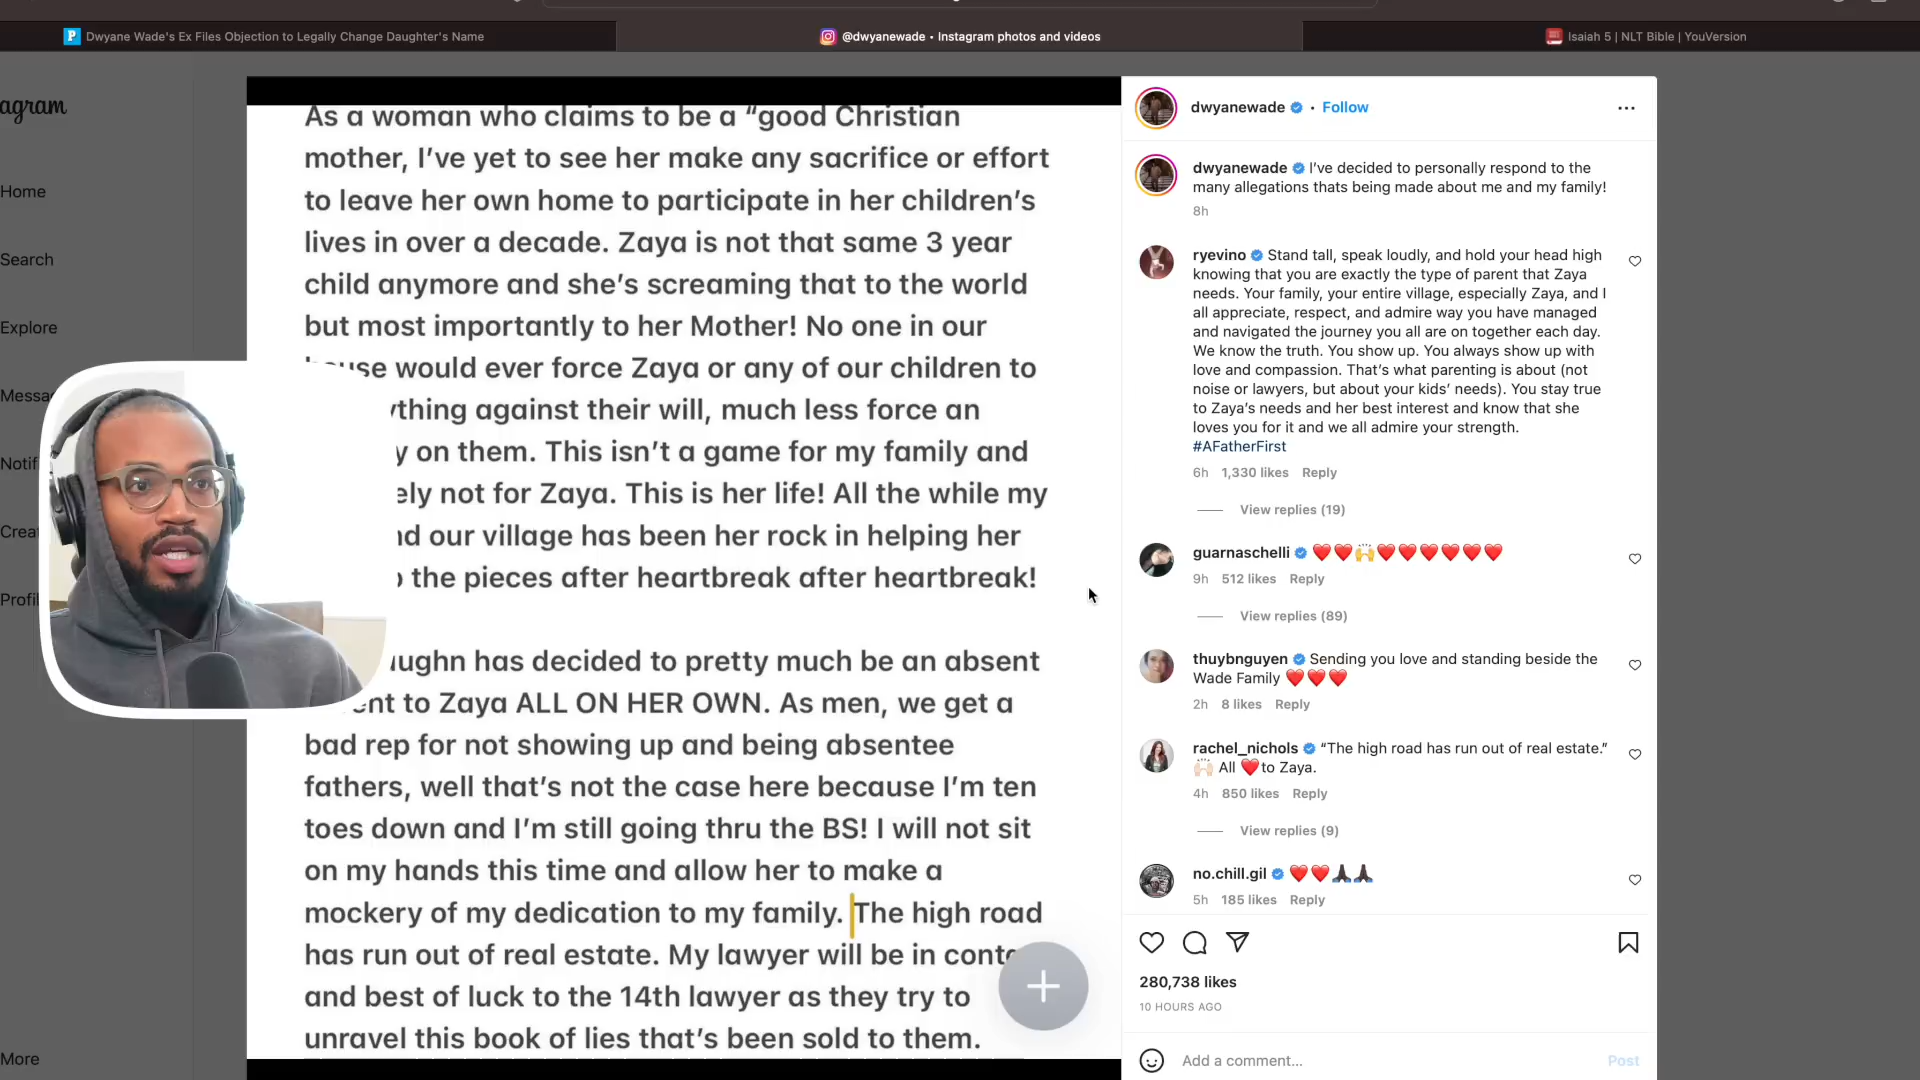 Dwyane Wade's Ex Files Objection to Legally Change Daughter's Name
@dwyanewade • Instagram photos and videos
Isaiah 5 | NLT Bible | YouVersion
agram
Home
Search
Explore
Messa
Notifi
Creat
Profil
More
As a woman who claims to be a “good Christian
mother, I’ve yet to see her make any sacrifice or effort
to leave her own home to participate in her children’s
lives in over a decade. Zaya is not that same 3 year
child anymore and she’s screaming that to the world
but most importantly to her Mother! No one in our
would ever force Zaya or any of our children to
ything against their will, much less force an
y on them. This isn’t a game for my family and
ely not for Zaya. This is her life! All the while my
nd our village has been her rock in helping her
the pieces after heartbreak after heartbreak!
ughn has decided to pretty much be an absent
to Zaya ALL ON HER OWN. As men, we get a
bad rep for not showing up and being absentee
fathers, well that’s not the case here because I’m ten
toes down and I’m still going thru the BS! I will not sit
on my hands this time and allow her to make a
mockery of my dedication to my family. The high road
has run out of real estate. My lawyer will be in conta
and best of luck to the 14th lawyer as they try to
unravel this book of lies that’s been sold to them.
dwyanewade • Follow
dwyanewade I’ve decided to personally respond to the
many allegations thats being made about me and my family!
8h
ryevino Stand tall, speak loudly, and hold your head high
knowing that you are exactly the type of parent that Zaya
needs. Your family, your entire village, especially Zaya, and I
all appreciate, respect, and admire way you have managed
and navigated the journey you all are on together each day.
We know the truth. You show up. You always show up with
love and compassion. That’s what parenting is about (not
noise or lawyers, but about your kids’ needs). You stay true
to Zaya’s needs and her best interest and know that she
loves you for it and we all admire your strength.
#AFatherFirst
6h 1,330 likes Reply
View replies (19)
guarnaschelli ❤️❤️🙌❤️❤️❤️❤️❤️❤️
9h 512 likes Reply
View replies (89)
thuybnguyen Sending you love and standing beside the
Wade Family ❤️❤️❤️
2h 8 likes Reply
rachel_nichols “The high road has run out of real estate.”
🙌🏻 All ❤️to Zaya.
4h 850 likes Reply
View replies (9)
no.chill.gil ❤️❤️🙏🏿🙏🏿
5h 185 likes Reply
280,738 likes
10 HOURS AGO
Add a comment...
Post